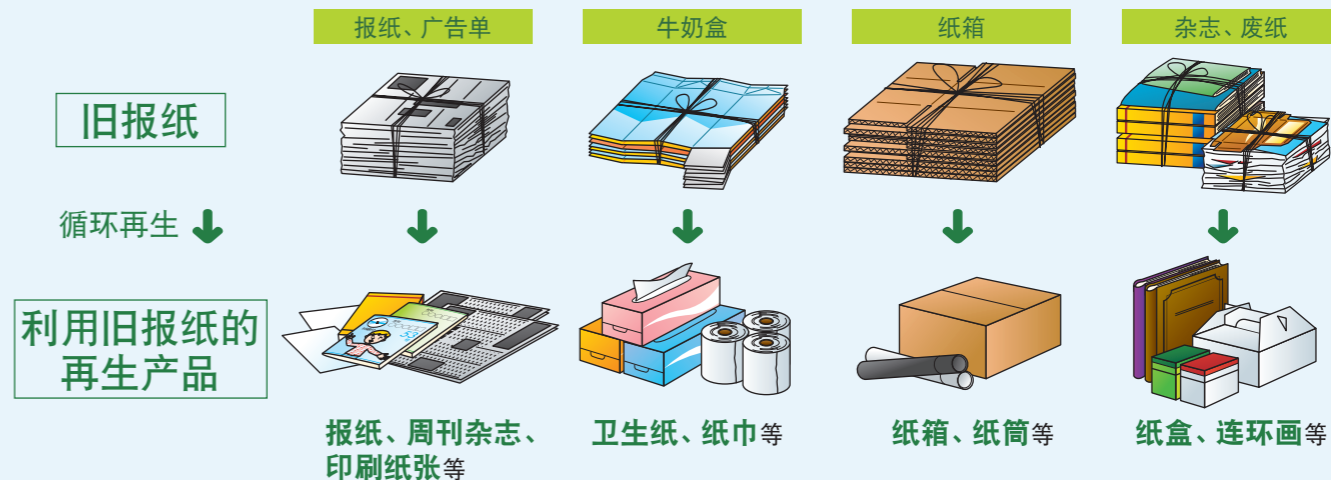 报纸、广告单
牛奶盒
纸箱
杂志、废纸
旧报纸
循环再生
利用旧报纸的
再生产品
报纸、周刊杂志、
印刷纸张等
卫生纸、纸巾等
纸箱、纸筒等
纸盒、连环画等